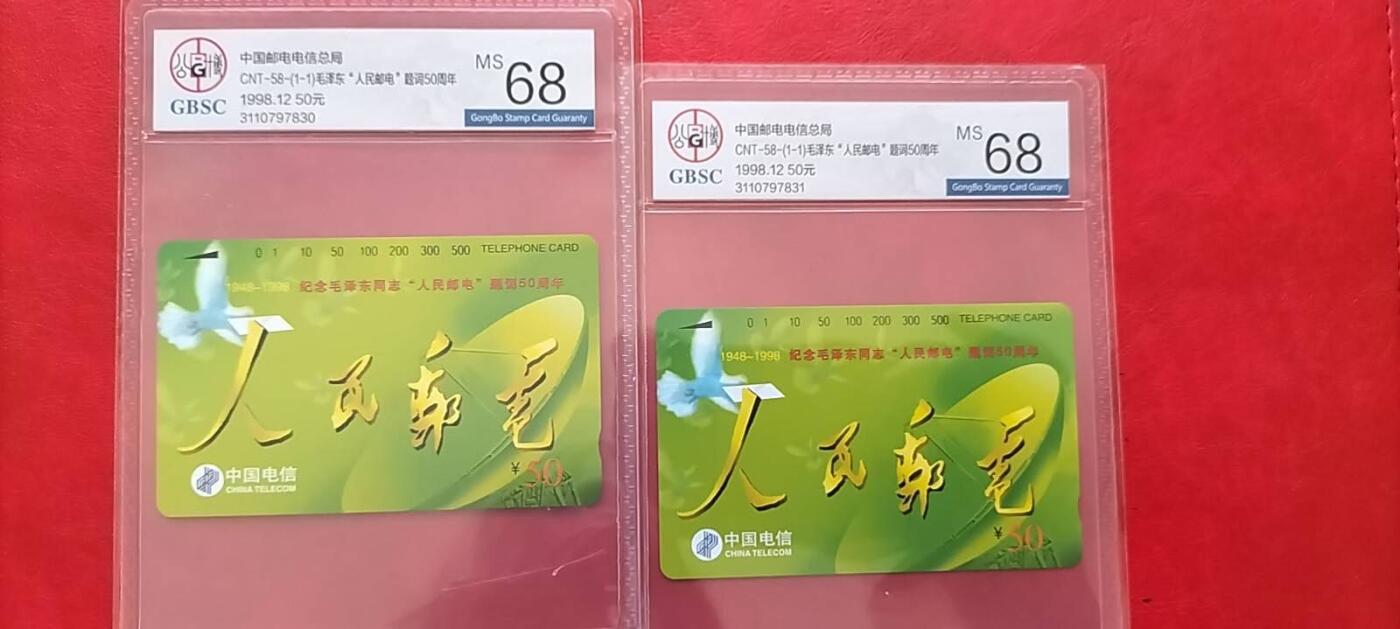 中国邮电电信总局
CNT-58-(1-1)毛泽东“人民邮电”题词50周年
1998.12 50元
3110797830
GBSC
MS 68
GongBo Stamp Card Guaranty
0 1 10 50 100 200 300 500 TELEPHONE CARD
1948~1998 纪念毛泽东同志“人民邮电”题词50周年
人民邮电
¥50
中国电信
CHINA TELECOM
中国邮电电信总局
CNT-58-(1-1)毛泽东“人民邮电”题词50周年
1998.12 50元
3110797831
GBSC
MS 68
GongBo Stamp Card Guaranty
0 1 10 50 100 200 300 500 TELEPHONE CARD
1948~1998 纪念毛泽东同志“人民邮电”题词50周年
人民邮电
¥50
中国电信
CHINA TELECOM